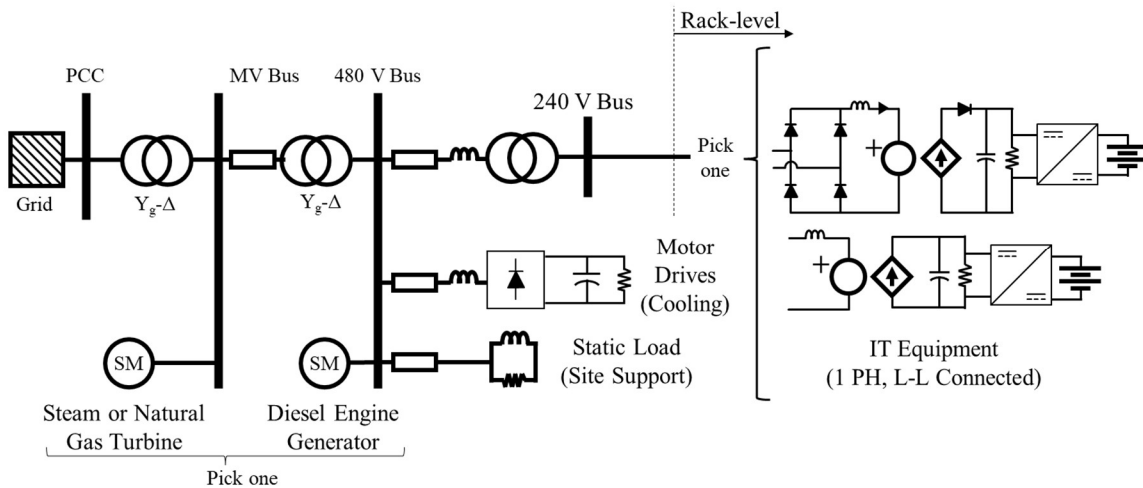 Rack-level
PCC
MV Bus
480 V Bus
240 V Bus
Pick
one
Grid
Yg-Δ
Yg-Δ
+
+
Motor
Drives
(Cooling)
SM
SM
Static Load
(Site Support)
IT Equipment
(1 PH, L-L Connected)
Steam or Natural
Gas Turbine
Diesel Engine
Generator
Pick one